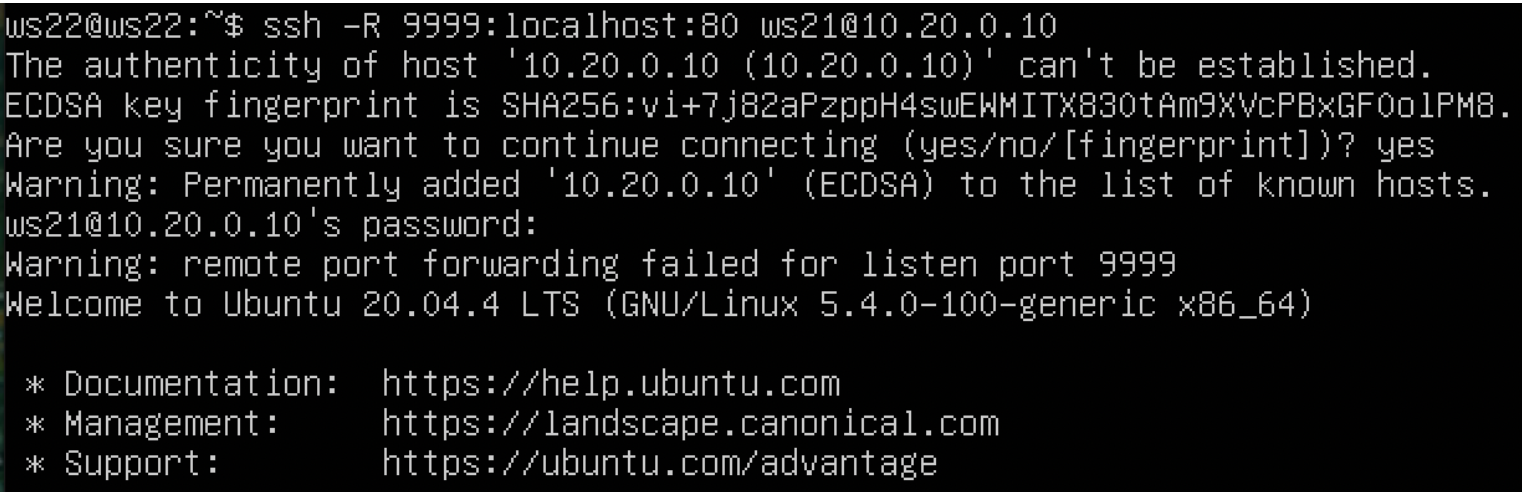 ws22@ws22:~$ ssh -R 9999:localhost:80 ws21@10.20.0.10
The authenticity of host '10.20.0.10 (10.20.0.10)' can't be established.
ECDSA key fingerprint is SHA256:vi+7j82aPzppH4swEWMITX830tAm9XVcPBxGFOolPM8.
Are you sure you want to continue connecting (yes/no/[fingerprint])? yes
Warning: Permanently added '10.20.0.10' (ECDSA) to the list of known hosts.
ws21@10.20.0.10's password:
Warning: remote port forwarding failed for listen port 9999
Welcome to Ubuntu 20.04.4 LTS (GNU/Linux 5.4.0-100-generic x86_64)
* Documentation: https://help.ubuntu.com
* Management: https://landscape.canonical.com
* Support: https://ubuntu.com/advantage